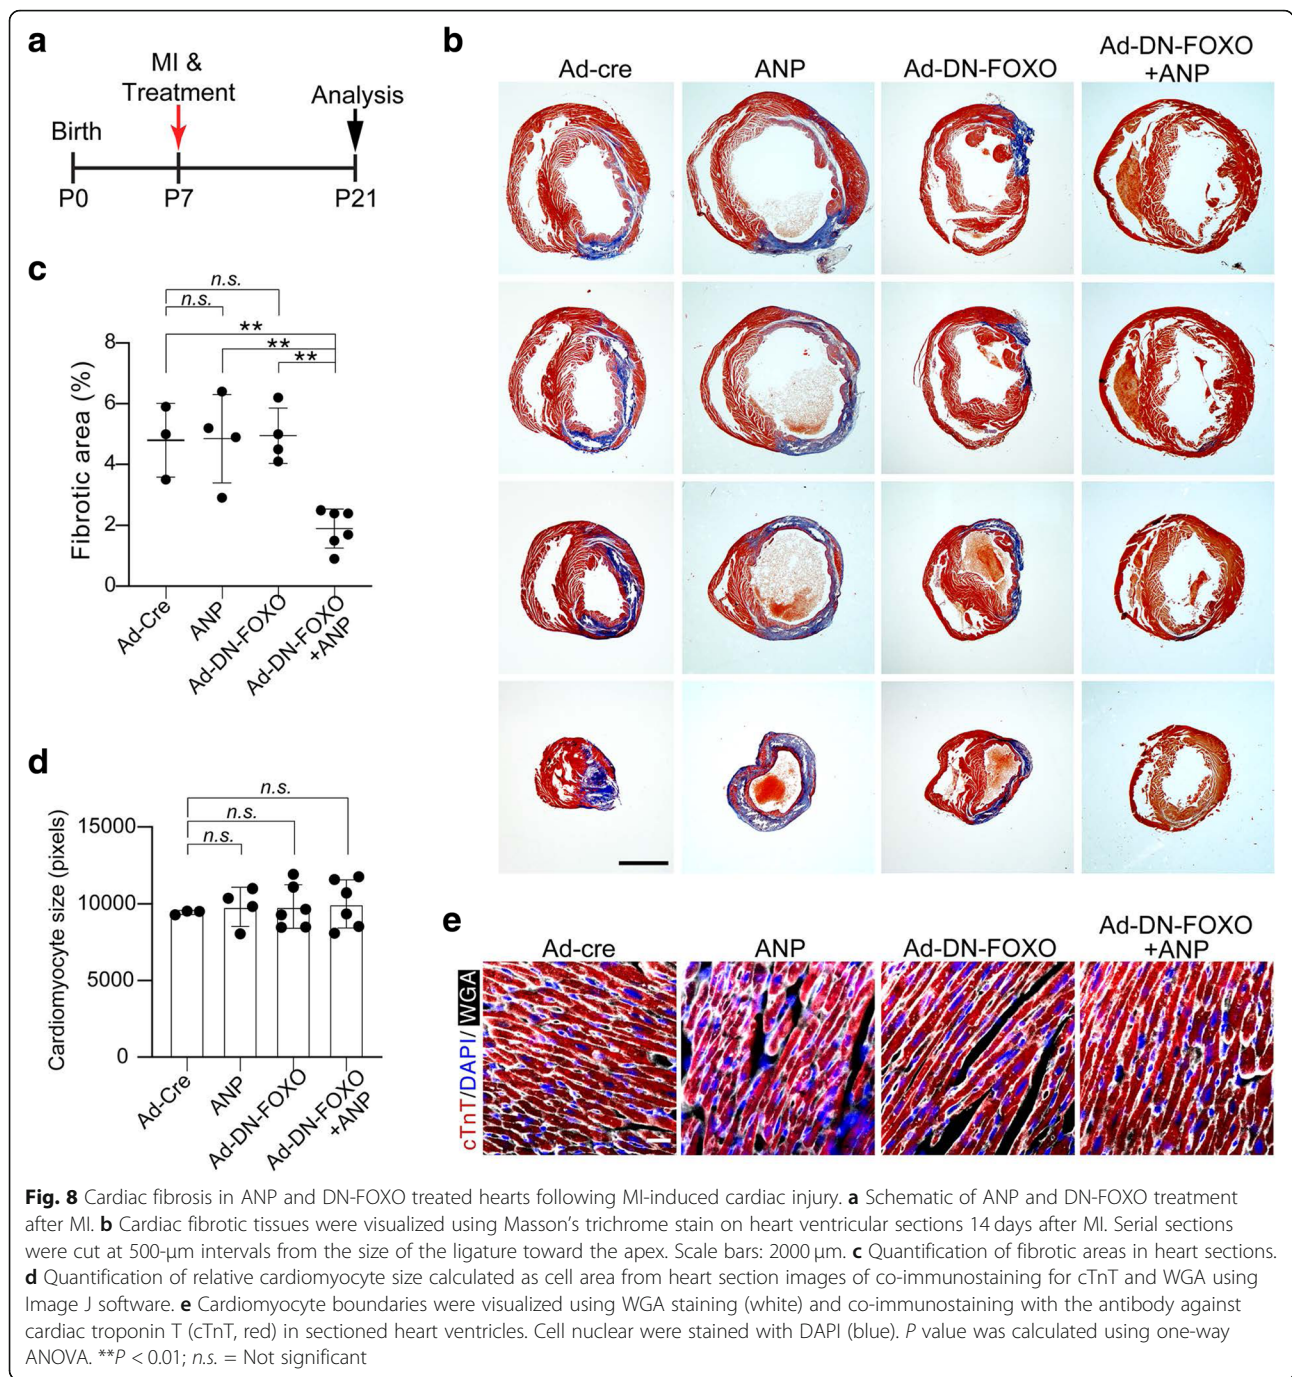 a
MI &
Treatment
Analysis
Birth
P0
P7
P21
b
Ad-cre
ANP
Ad-DN-FOXO
Ad-DN-FOXO
+ANP
c
n.s.
n.s.
**
**
**
Fibrotic area (%)
8
6
4
2
0
Ad-Cre
ANP
Ad-DN-FOXO
Ad-DN-FOXO
+ANP
d
n.s.
n.s.
n.s.
Cardiomyocyte size (pixels)
15000
10000
5000
0
Ad-Cre
ANP
Ad-DN-FOXO
Ad-DN-FOXO
+ANP
e
Ad-cre
ANP
Ad-DN-FOXO
Ad-DN-FOXO
+ANP
cTnT/DAPI/ WGA
Fig. 8 Cardiac fibrosis in ANP and DN-FOXO treated hearts following MI-induced cardiac injury. a Schematic of ANP and DN-FOXO treatment
after MI. b Cardiac fibrotic tissues were visualized using Masson's trichrome stain on heart ventricular sections 14 days after MI. Serial sections
were cut at 500-μm intervals from the size of the ligature toward the apex. Scale bars: 2000 μm. c Quantification of fibrotic areas in heart sections.
d Quantification of relative cardiomyocyte size calculated as cell area from heart section images of co-immunostaining for cTnT and WGA using
Image J software. e Cardiomyocyte boundaries were visualized using WGA staining (white) and co-immunostaining with the antibody against
cardiac troponin T (cTnT, red) in sectioned heart ventricles. Cell nuclear were stained with DAPI (blue). P value was calculated using one-way
ANOVA. **P < 0.01; n.s. = Not significant